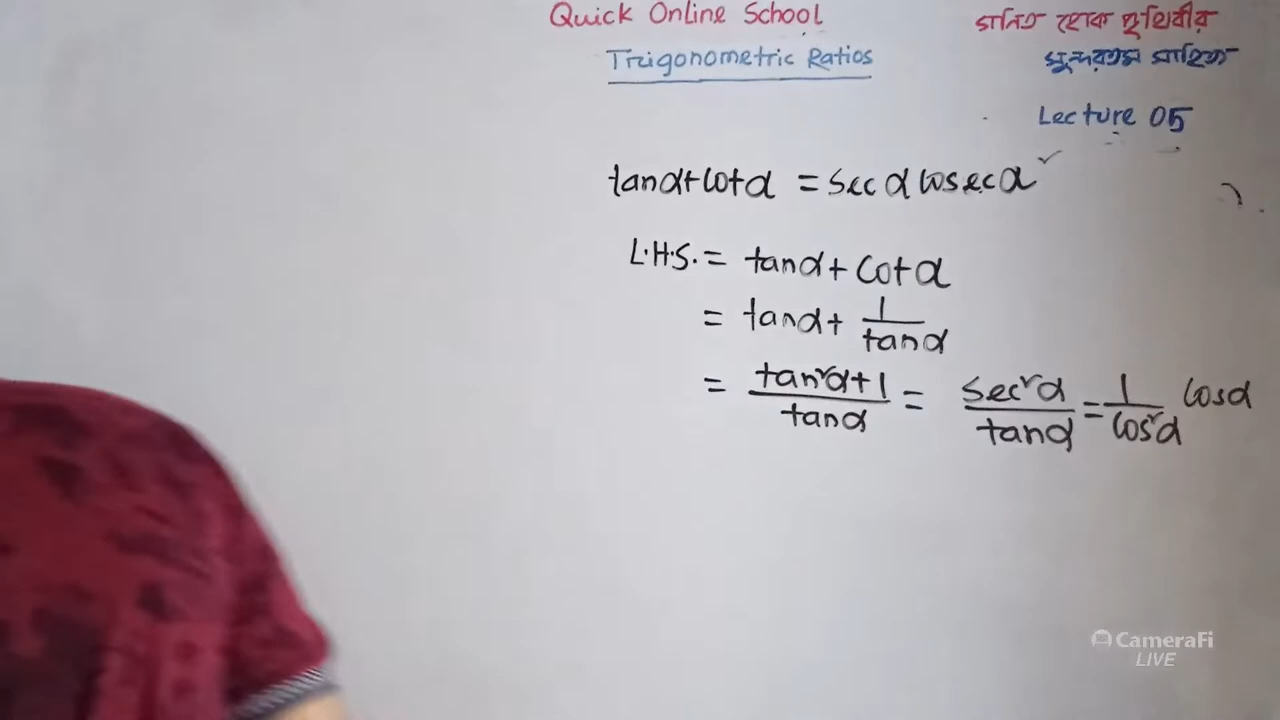 Quick Online School
গনিত হোক পৃথিবীর
Trigonometric Ratios
সুন্দরতম সাহিত্য
Lecture 05
tanα+cotα = secα cosecα
L.H.S. = tanα + cotα
= tanα + 1/tanα
= tan²α+1/tanα = sec²α/tanα = 1/cos²α cosα
CameraFi
LIVE